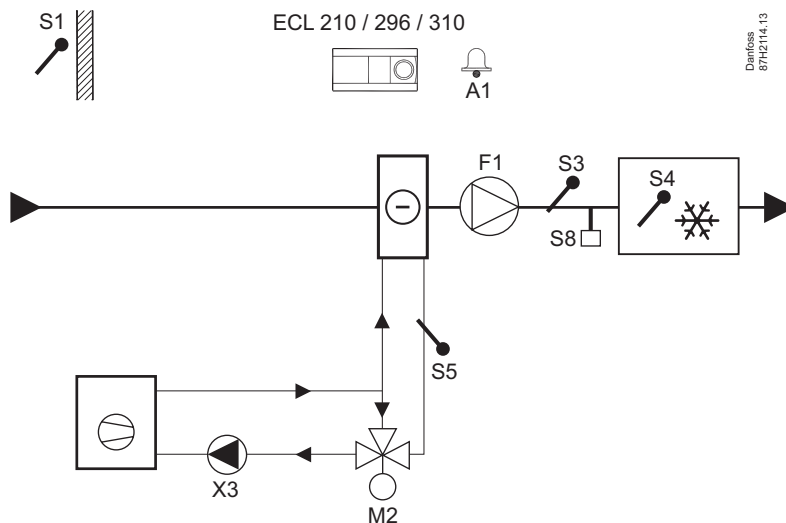 S1
ECL 210 / 296 / 310
A1
Danfoss
87H2114.13
F1
S3
S4
S8
S5
X3
M2